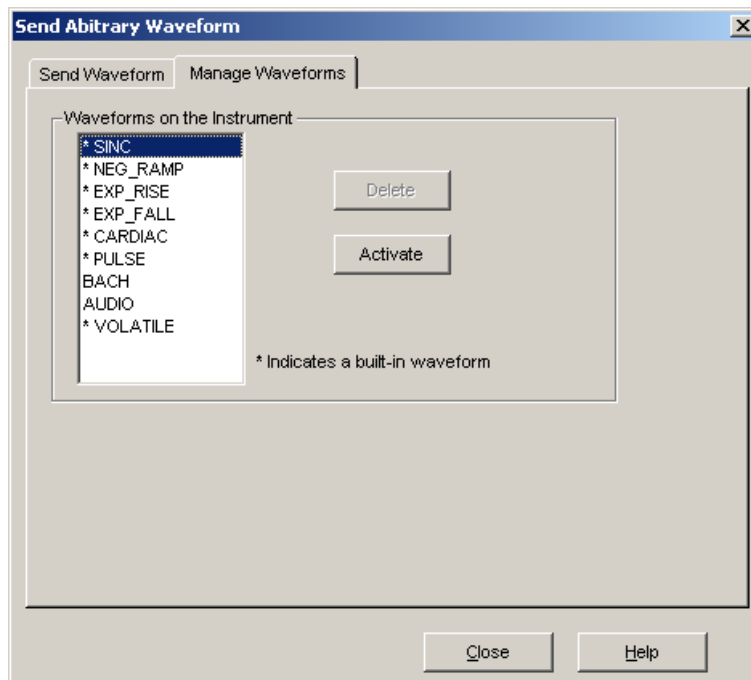 Send Abitrary Waveform
Send Waveform
Manage Waveforms
Waveforms on the Instrument
* SINC
* NEG_RAMP
* EXP_RISE
* EXP_FALL
* CARDIAC
* PULSE
BACH
AUDIO
* VOLATILE
Delete
Activate
* Indicates a built-in waveform
Close
Help